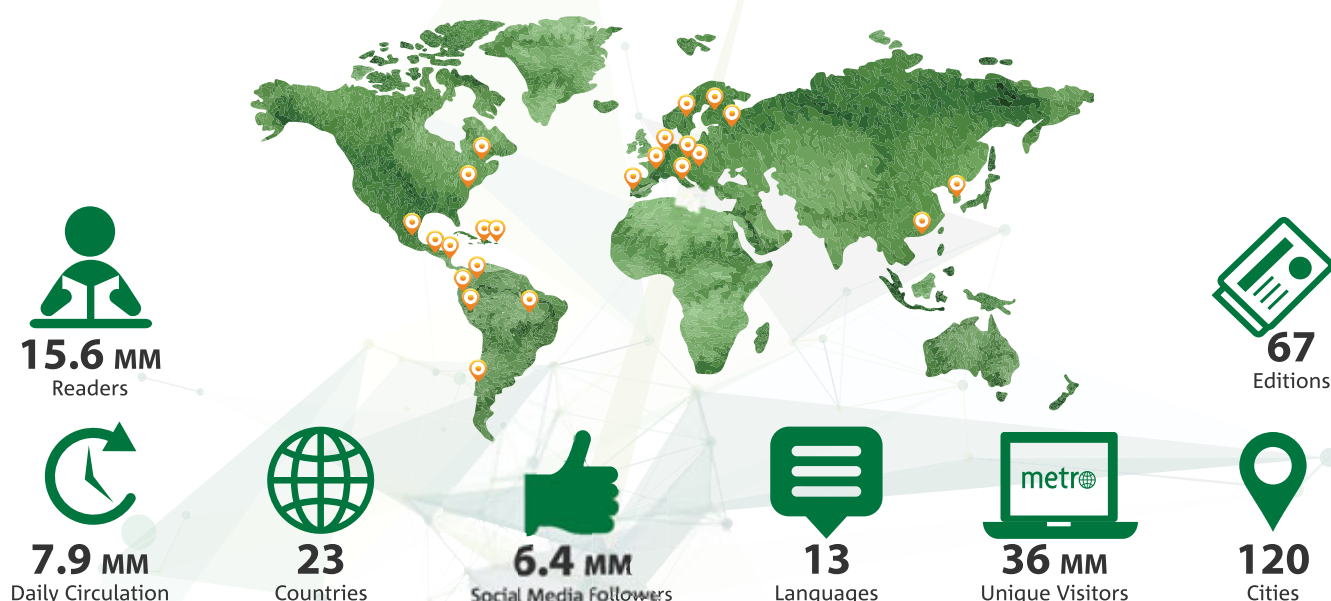 15.6 MM
Readers
67
Editions
7.9 MM
Daily Circulation
23
Countries
6.4 MM
Social Media Followers
13
Languages
metro
36 MM
Unique Visitors
120
Cities